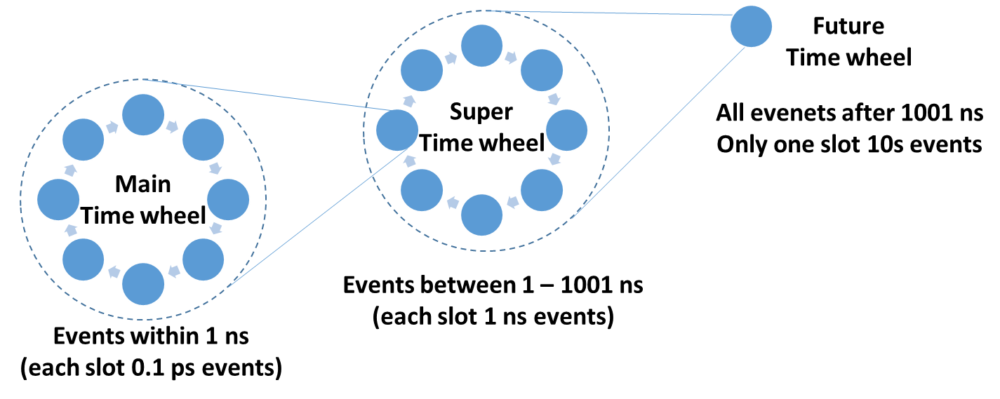 Main
Time wheel
Events within 1 ns
(each slot 0.1 ps events)
Super
Time wheel
Events between 1 – 1001 ns
(each slot 1 ns events)
Future
Time wheel
All evenets after 1001 ns
Only one slot 10s events